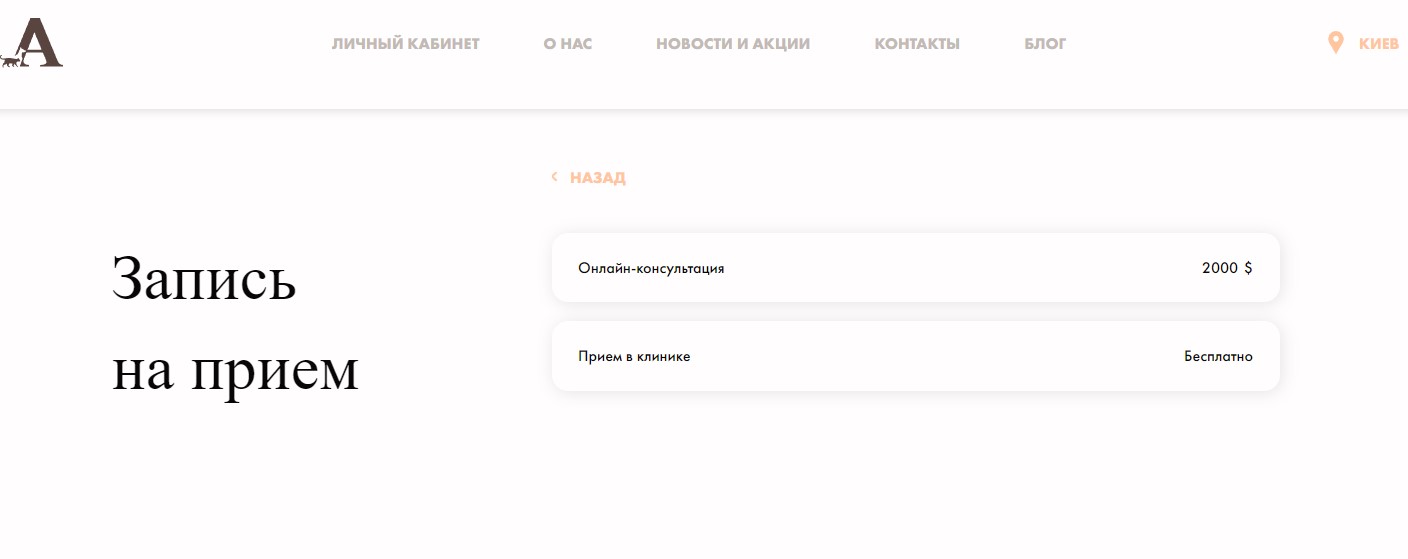 А
ЛИЧНЫЙ КАБИНЕТ
О НАС
НОВОСТИ И АКЦИИ
КОНТАКТЫ
БЛОГ
КИЕВ
НАЗАД
Запись
на прием
Онлайн-консультация 2000 $
Прием в клинике Бесплатно